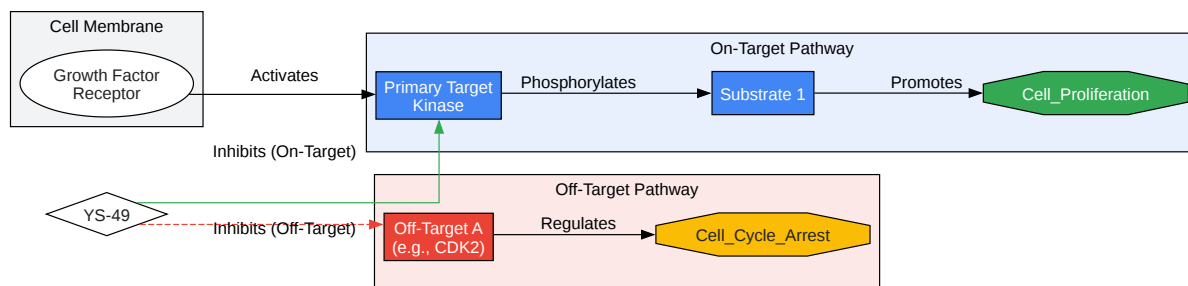 Cell Membrane
Growth Factor
Receptor
Activates
On-Target Pathway
Primary Target
Kinase
Phosphorylates
Substrate 1
Promotes
Cell_Proliferation
Inhibits (On-Target)
YS-49
Inhibits (Off-Target)
Off-Target Pathway
Off-Target A
(e.g., CDK2)
Regulates
Cell_Cycle_Arrest